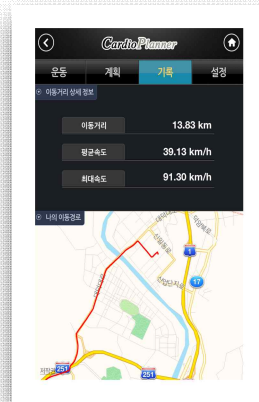 CardioPlanner
운동 계획 기록 설정
이동거리 상세 정보
이동거리 13.83 km
평균속도 39.13 km/h
최대속도 91.30 km/h
나의 이동경로
1
17
251
251